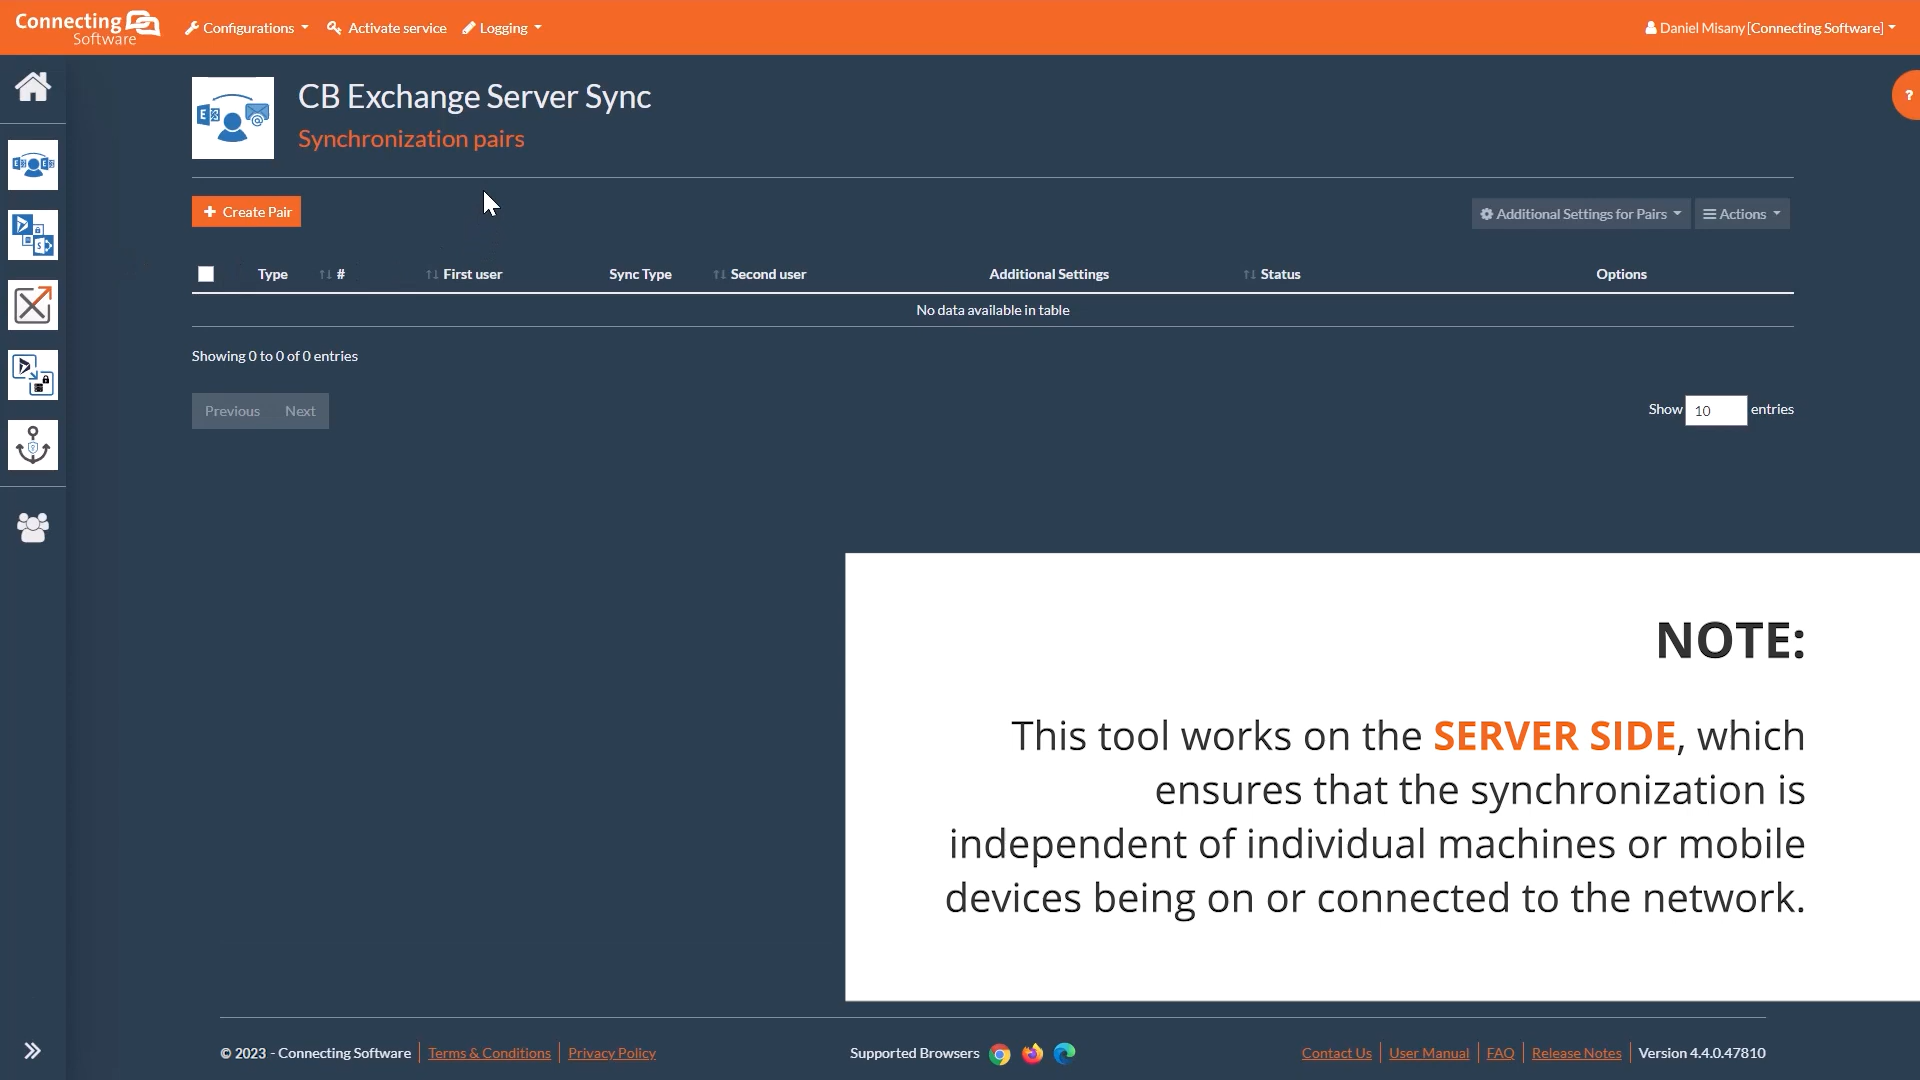 Connecting
Software
Configurations
Activate service
Logging
Daniel Misany [Connecting Software]
?
CB Exchange Server Sync
Synchronization pairs
+ Create Pair
Additional Settings for Pairs
Actions
Type
#
First user
Sync Type
Second user
Additional Settings
Status
Options
No data available in table
Showing 0 to 0 of 0 entries
Previous
Next
Show 10 entries
NOTE:
This tool works on the SERVER SIDE, which
ensures that the synchronization is
independent of individual machines or mobile
devices being on or connected to the network.
© 2023 - Connecting Software
Terms & Conditions
Privacy Policy
Supported Browsers
Contact Us
User Manual
FAQ
Release Notes
Version 4.4.0.47810